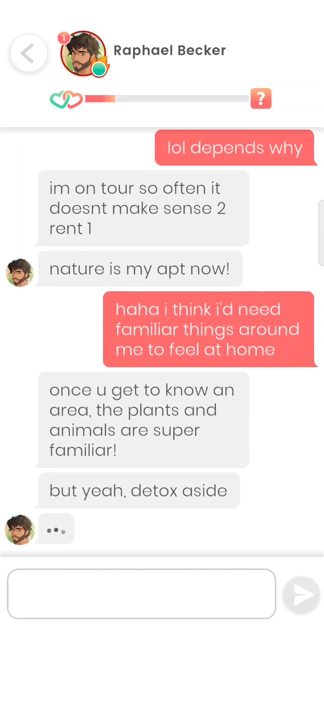 1
Raphael Becker
?
lol depends why
im on tour so often it
doesnt make sense 2
rent 1
nature is my apt now!
haha i think i'd need
familiar things around
me to feel at home
once u get to know an
area, the plants and
animals are super
familiar!
but yeah, detox aside